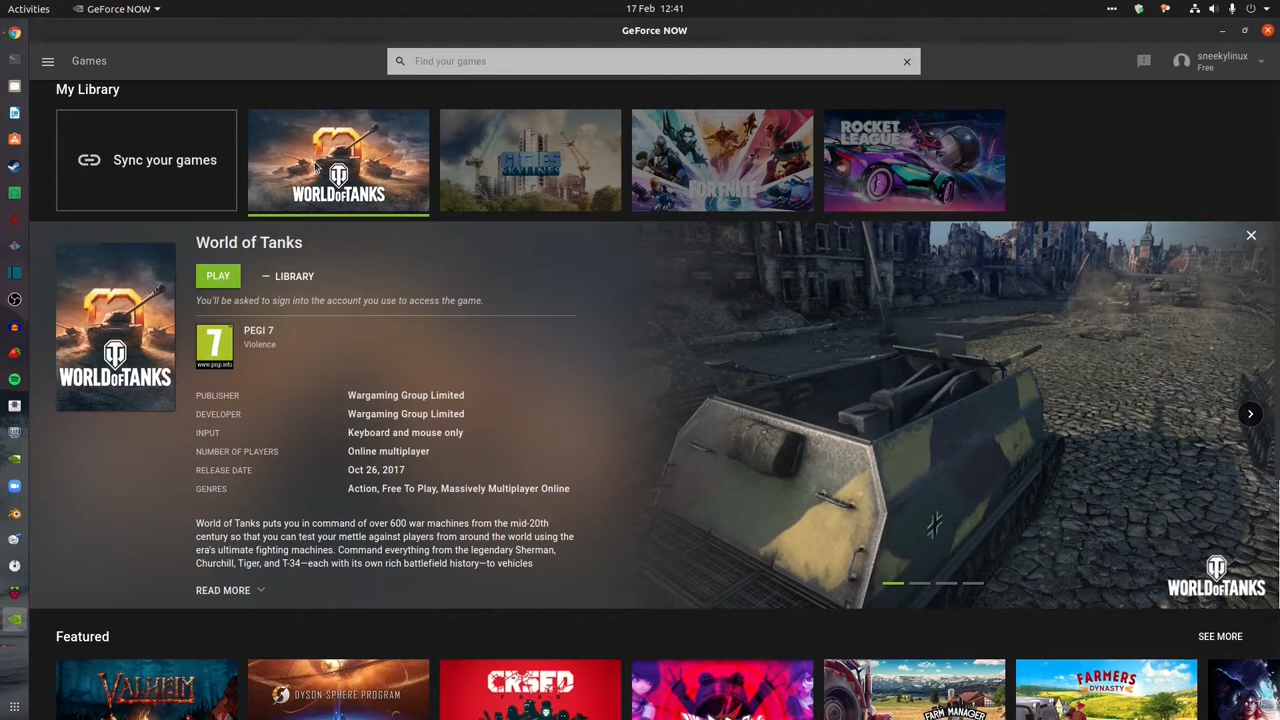 Activities
GeForce NOW
17 Feb 12:41
GeForce NOW
Games
Find your games
sneekylinux
Free
My Library
Sync your games
WORLD OF TANKS
CITIES SKYLINES
FORTNITE
ROCKET LEAGUE
World of Tanks
PLAY
LIBRARY
You'll be asked to sign into the account you use to access the game.
7
www.pegi.info
PEGI 7
Violence
WORLD OF TANKS
PUBLISHER Wargaming Group Limited
DEVELOPER Wargaming Group Limited
INPUT Keyboard and mouse only
NUMBER OF PLAYERS Online multiplayer
RELEASE DATE Oct 26, 2017
GENRES Action, Free To Play, Massively Multiplayer Online
World of Tanks puts you in command of over 600 war machines from the mid-20th
century so that you can test your mettle against players from around the world using the
era's ultimate fighting machines. Command everything from the legendary Sherman,
Churchill, Tiger, and T-34—each with its own rich battlefield history—to vehicles
READ MORE
WORLD OF TANKS
Featured
SEE MORE
VALHEIM
DYSON SPHERE PROGRAM
CRSED
FARM MANAGER
FARMER'S
DYNASTY